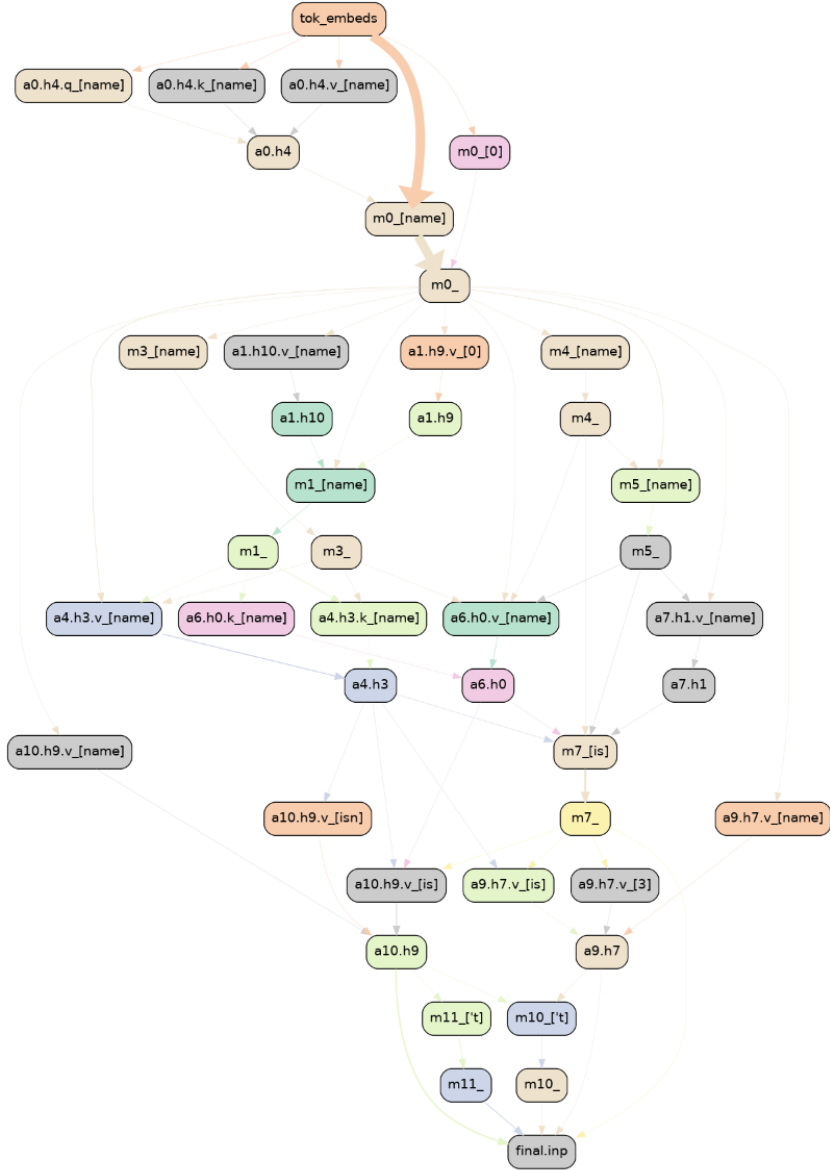 tok_embeds
a0.h4.q_[name] a0.h4.k_[name] a0.h4.v_[name]
a0.h4 m0_[0]
m0_[name]
m0_
m3_[name] a1.h10.v_[name] a1.h9.v_[0] m4_[name]
a1.h10 a1.h9 m4_
m1_[name] m5_[name]
m1_ m3_ m5_
a4.h3.v_[name] a6.h0.k_[name] a4.h3.k_[name] a6.h0.v_[name] a7.h1.v_[name]
a4.h3 a6.h0 a7.h1
a10.h9.v_[name] m7_[is]
a10.h9.v_[isn] m7_ a9.h7.v_[name]
a10.h9.v_[is] a9.h7.v_[is] a9.h7.v_[3]
a10.h9 a9.h7
m11_['t] m10_['t]
m11_ m10_
final.inp